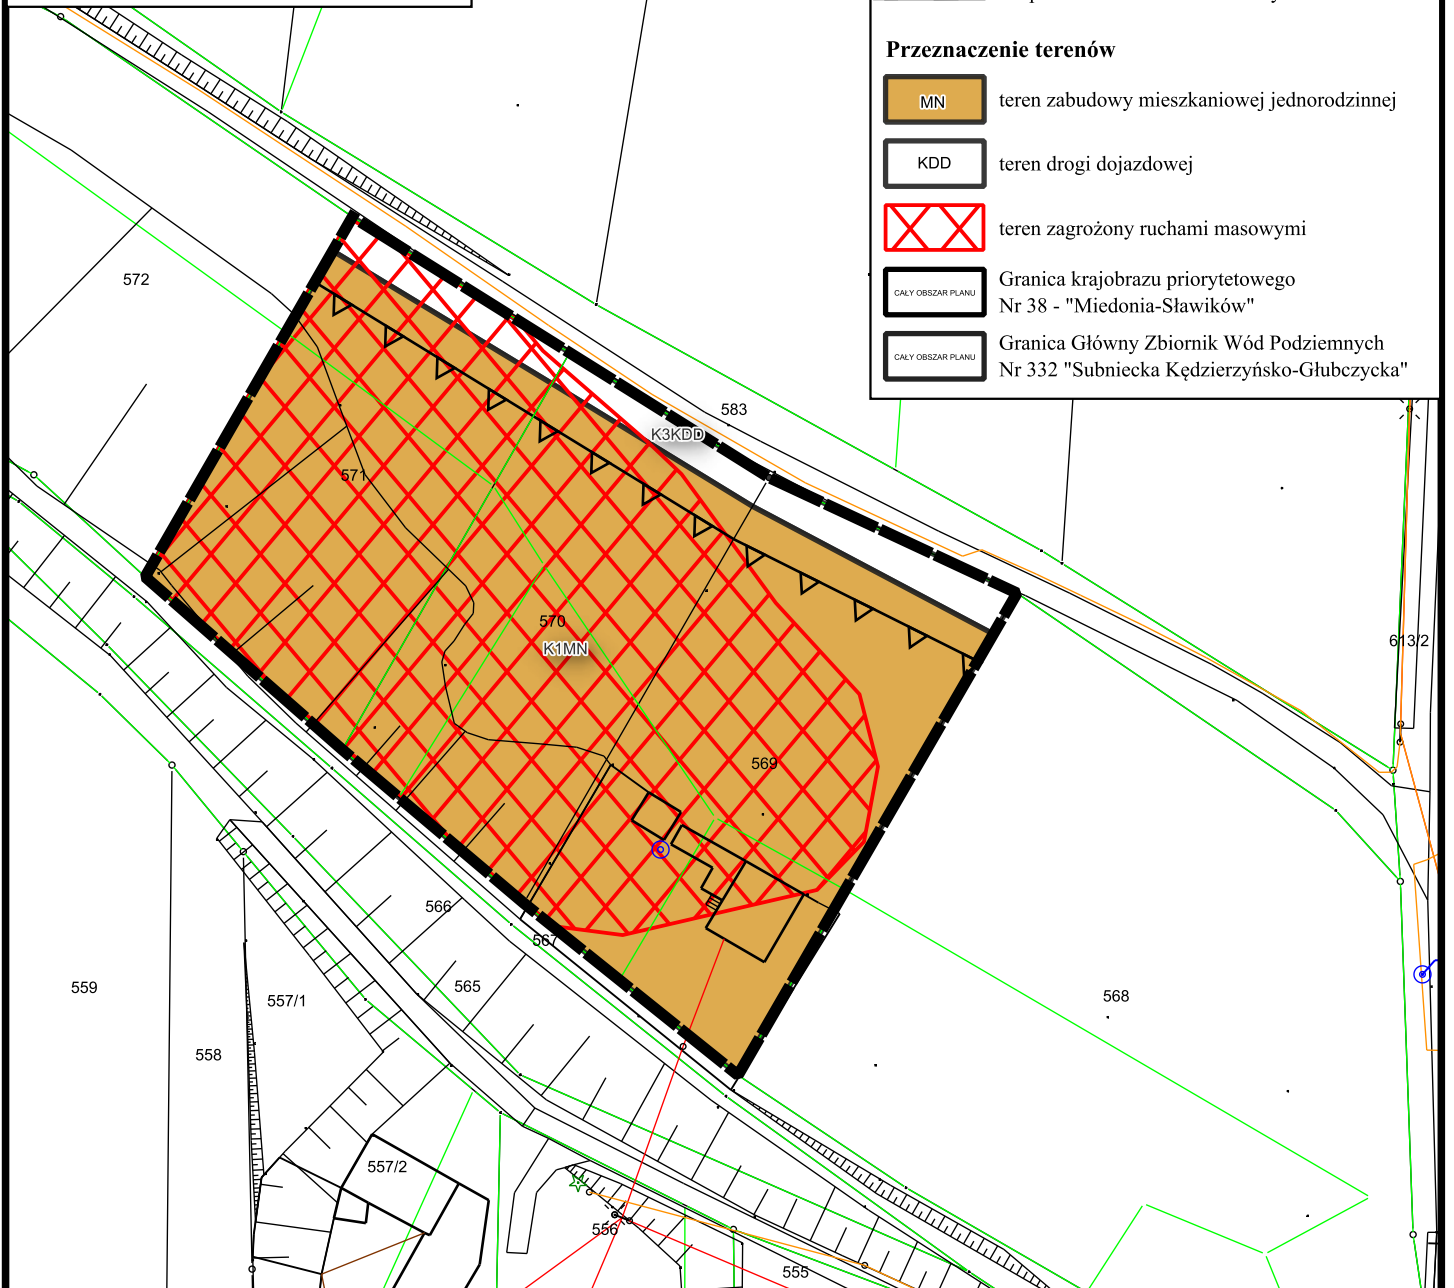 Przeznaczenie terenów
MN
teren zabudowy mieszkaniowej jednorodzinnej
KDD
teren drogi dojazdowej
teren zagrożony ruchami masowymi
CAŁY OBSZAR PLANU
Granica krajobrazu priorytetowego
Nr 38 - "Miedonia-Sławików"
CAŁY OBSZAR PLANU
Granica Główny Zbiornik Wód Podziemnych
Nr 332 "Subniecka Kędzierzyńsko-Głubczycka"
572
583
K3KDD
571
570
K1MN
613/2
569
566
567
565
559
557/1
568
558
557/2
556
555